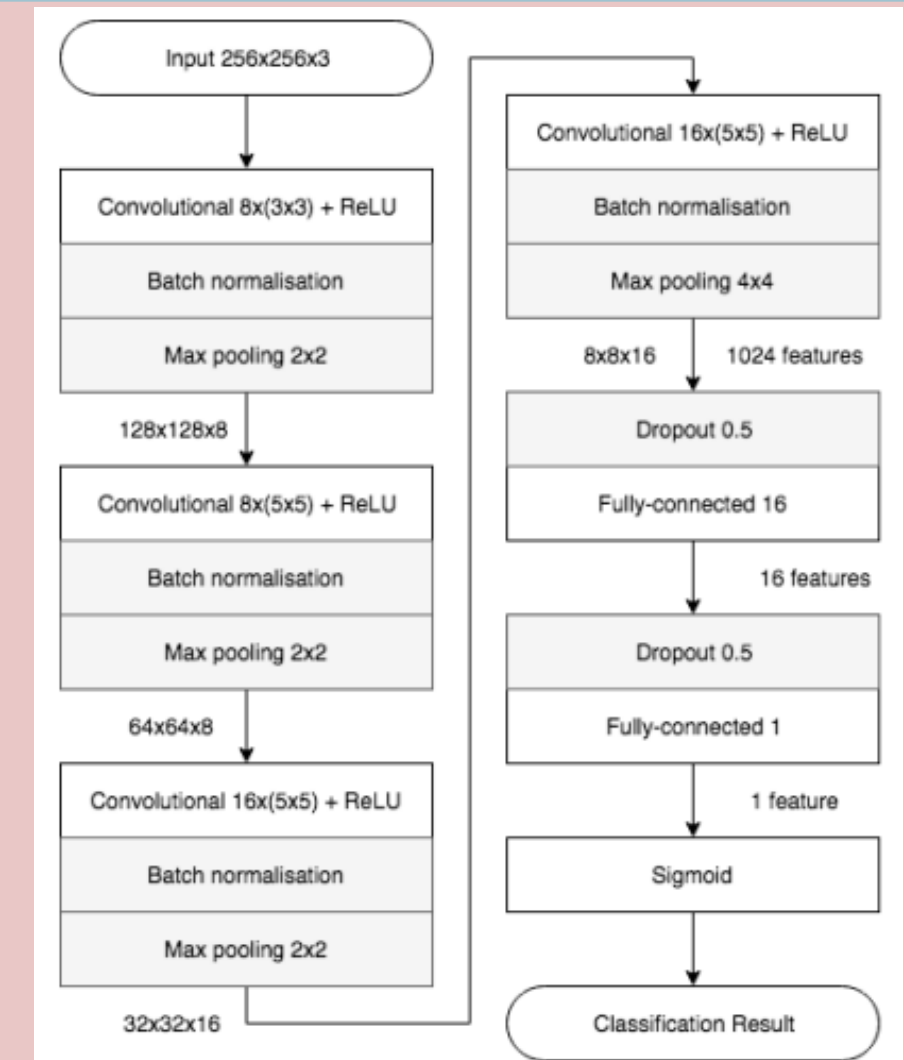 Input 256x256x3
Convolutional 8x(3x3) + ReLU
Batch normalisation
Max pooling 2x2
128x128x8
Convolutional 8x(5x5) + ReLU
Batch normalisation
Max pooling 2x2
64x64x8
Convolutional 16x(5x5) + ReLU
Batch normalisation
Max pooling 2x2
32x32x16
Convolutional 16x(5x5) + ReLU
Batch normalisation
Max pooling 4x4
8x8x16 1024 features
Dropout 0.5
Fully-connected 16
16 features
Dropout 0.5
Fully-connected 1
1 feature
Sigmoid
Classification Result